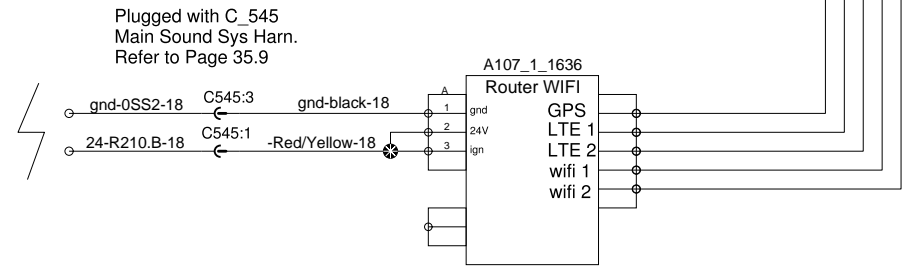 Plugged with C_545
Main Sound Sys Harn.
Refer to Page 35.9
A107_1_1636
Router WIFI
A
gnd-0SS2-18 C545:3 gnd-black-18 1 gnd GPS
2 24V LTE 1
24-R210.B-18 C545:1 -Red/Yellow-18 3 ign LTE 2
wifi 1
wifi 2